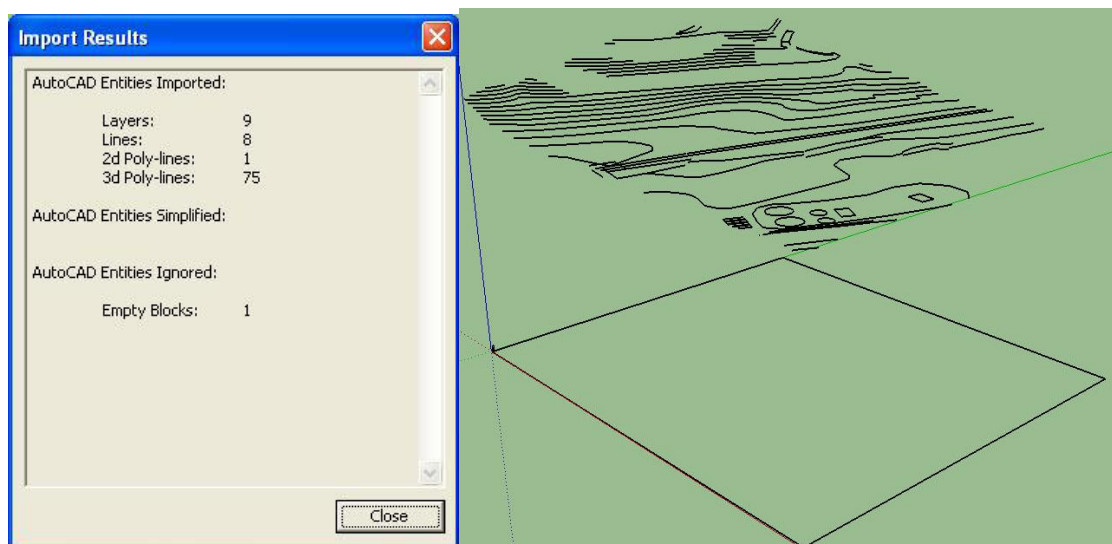 Import Results
AutoCAD Entities Imported:
Layers: 9
Lines: 8
2d Poly-lines: 1
3d Poly-lines: 75
AutoCAD Entities Simplified:
AutoCAD Entities Ignored:
Empty Blocks: 1
Close